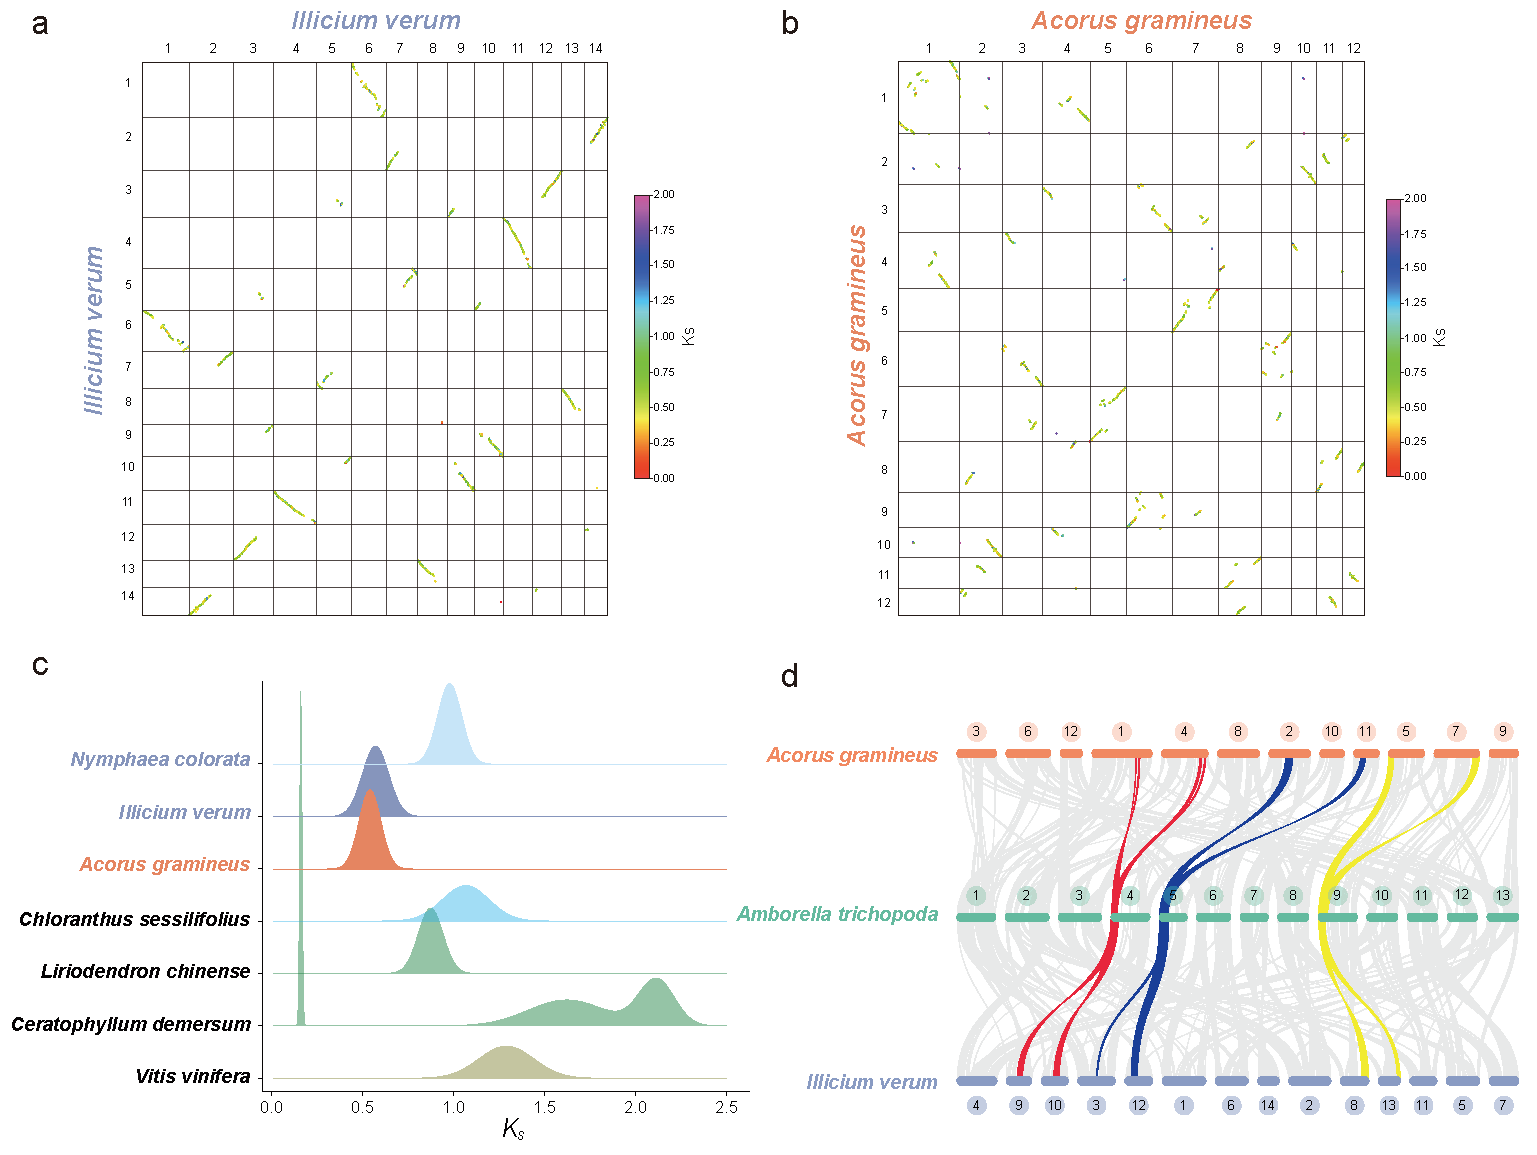 a
Illicium verum
1 2 3 4 5 6 7 8 9 10 11 12 13 14
Illicium verum
1
2
3
4
5
6
7
8
9
10
11
12
13
14
2.00
1.75
1.50
1.25
1.00
0.75
0.50
0.25
0.00
Ks
b
Acorus gramineus
1 2 3 4 5 6 7 8 9 10 11 12
Acorus gramineus
1
2
3
4
5
6
7
8
9
10
11
12
2.00
1.75
1.50
1.25
1.00
0.75
0.50
0.25
0.00
Ks
c
Nymphaea colorata
Illicium verum
Acorus gramineus
Chloranthus sessilifolius
Liriodendron chinense
Ceratophyllum demersum
Vitis vinifera
0.0 0.5 1.0 1.5 2.0 2.5
Ks
d
3 6 12 1 4 8 2 10 11 5 7 9
Acorus gramineus
1 2 3 4 5 6 7 8 9 10 11 12 13
Amborella trichopoda
Illicium verum
4 9 10 3 12 1 6 14 2 8 13 11 5 7